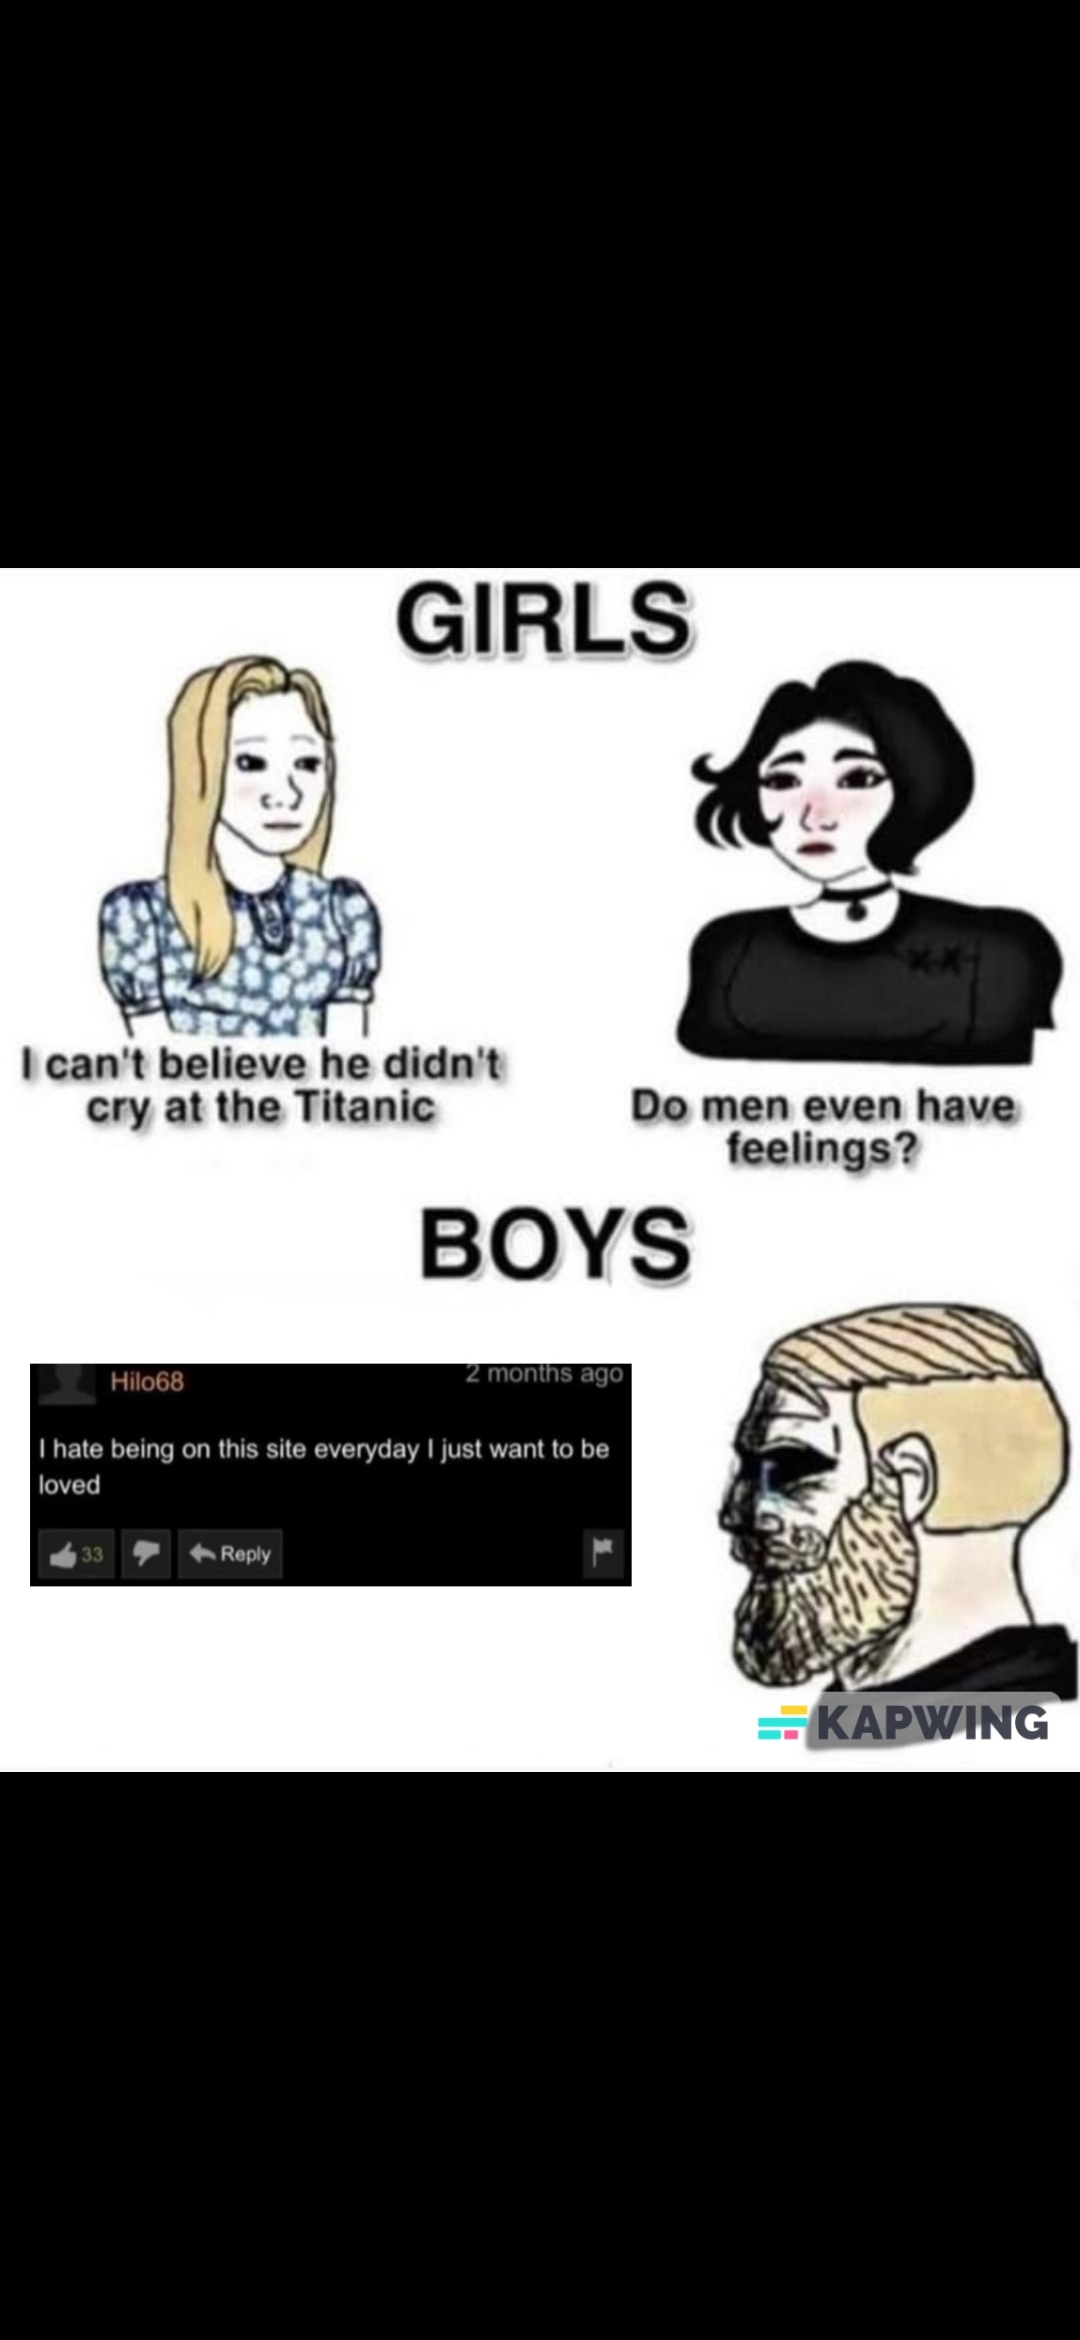 GIRLS
I can't believe he didn't
cry at the Titanic
Do men even have
feelings?
BOYS
Hilo68
2 months ago
I hate being on this site everyday I just want to be
loved
33
Reply
KAPWING